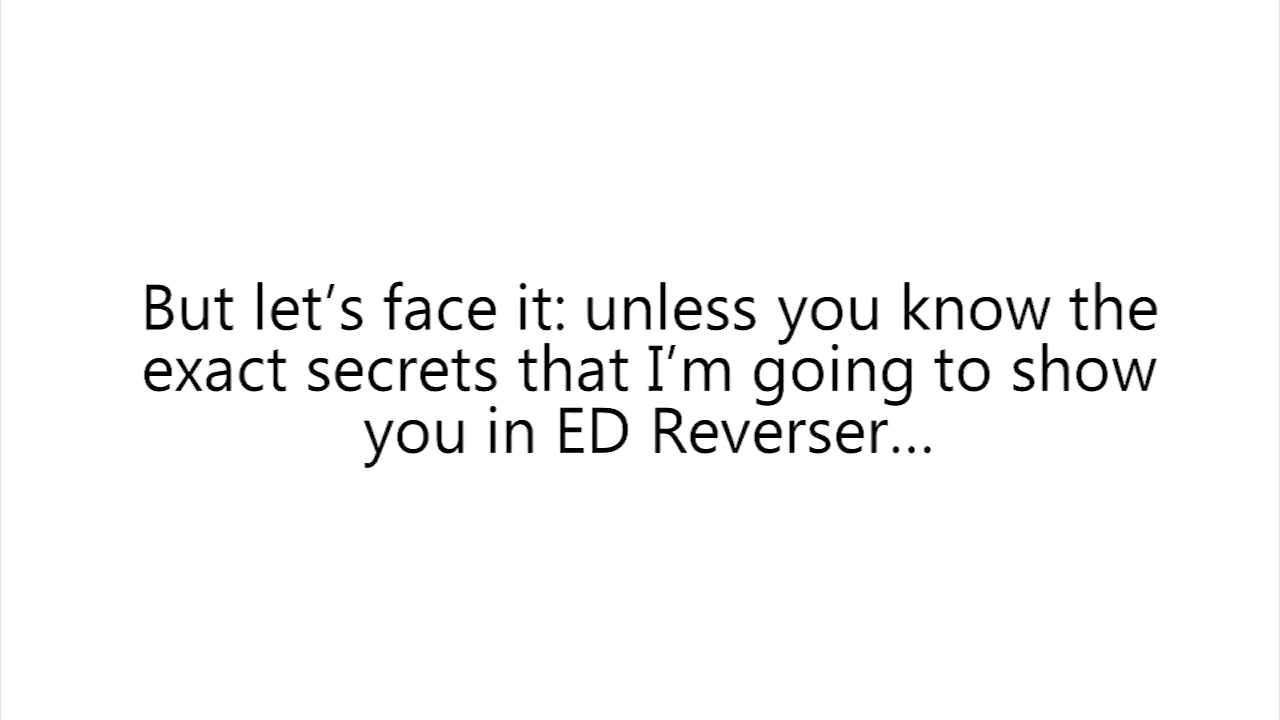 But let’s face it: unless you know the
exact secrets that I’m going to show
you in ED Reverser...